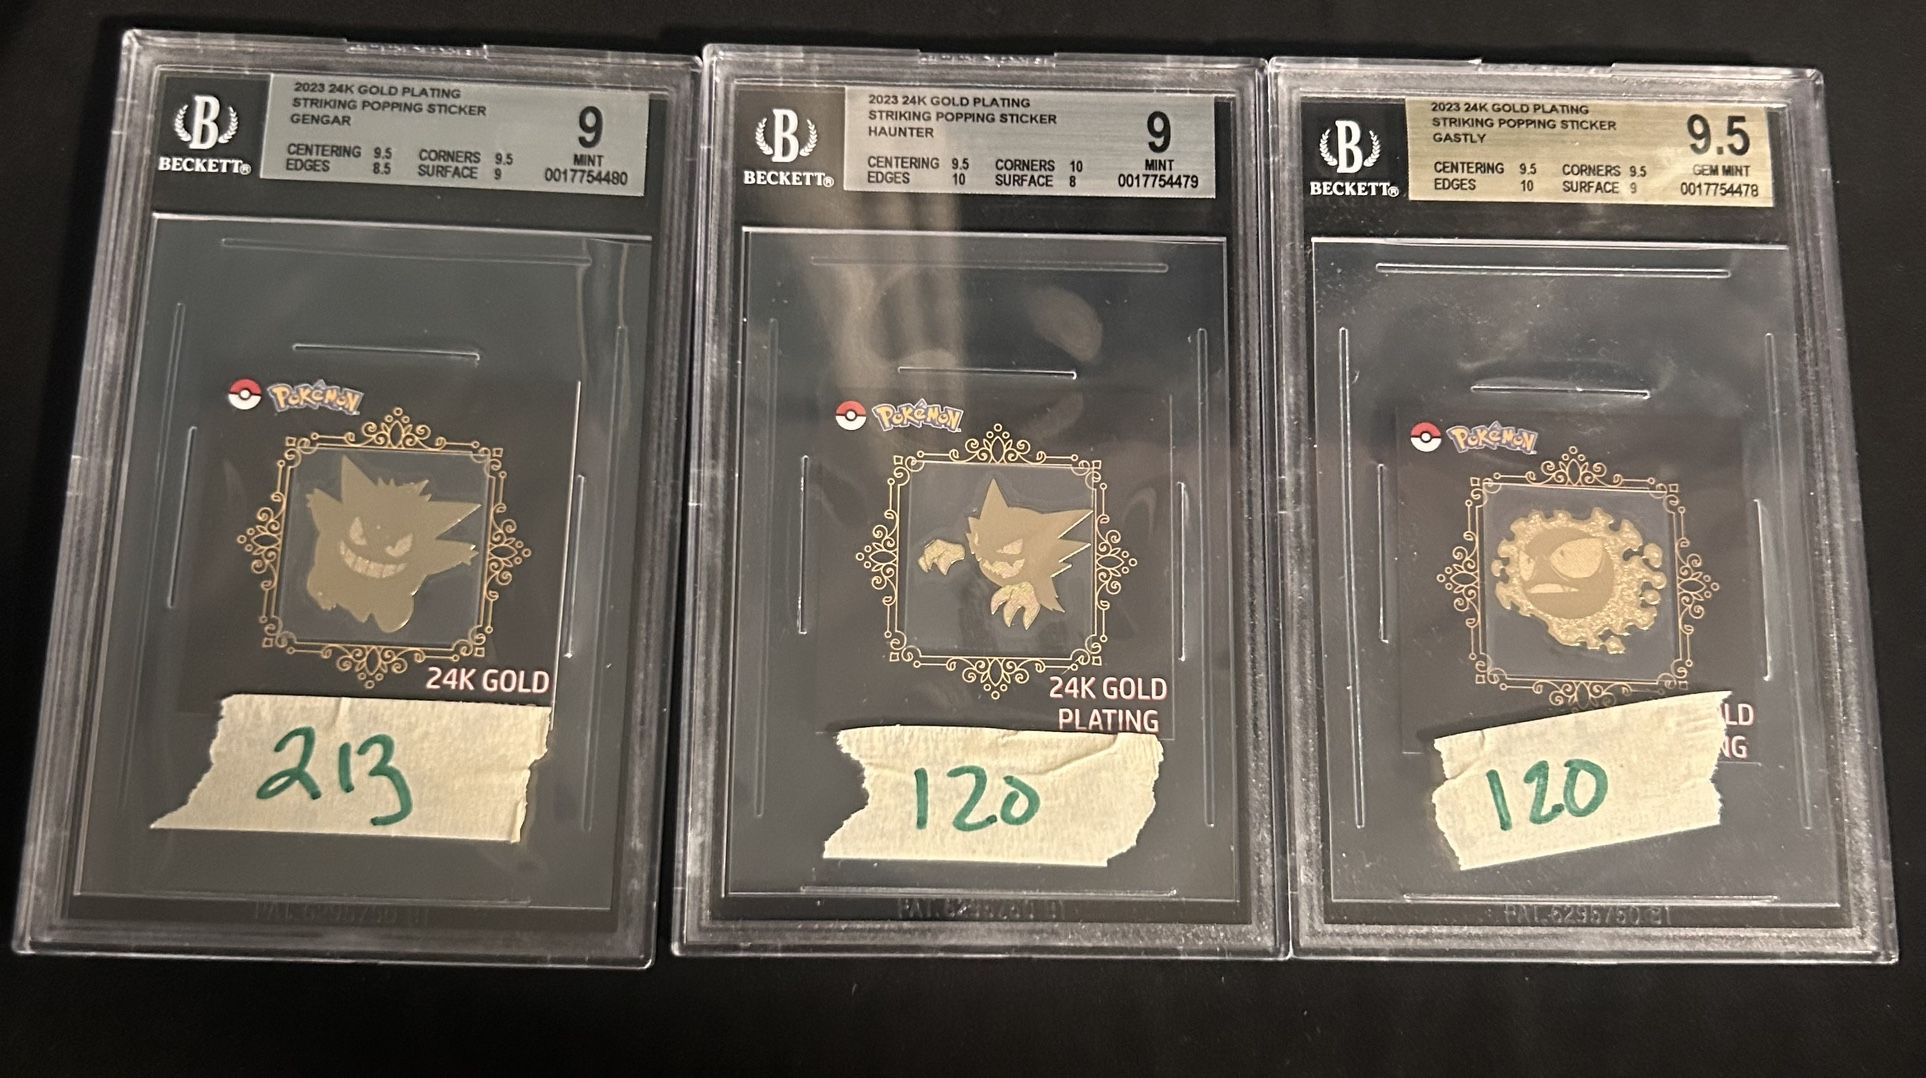 B
BECKETT®
2023 24K GOLD PLATING
STRIKING POPPING STICKER
GENGAR
CENTERING 9.5 CORNERS 9.5
EDGES 8.5 SURFACE 9
9
MINT
0017754480
Pokémon
24K GOLD
213
B
BECKETT®
2023 24K GOLD PLATING
STRIKING POPPING STICKER
HAUNTER
CENTERING 9.5 CORNERS 10
EDGES 10 SURFACE 8
9
MINT
0017754479
Pokémon
24K GOLD
PLATING
120
B
BECKETT®
2023 24K GOLD PLATING
STRIKING POPPING STICKER
GASTLY
CENTERING 9.5 CORNERS 9.5
EDGES 10 SURFACE 9
9.5
GEM MINT
0017754478
Pokémon
LD
NG
120